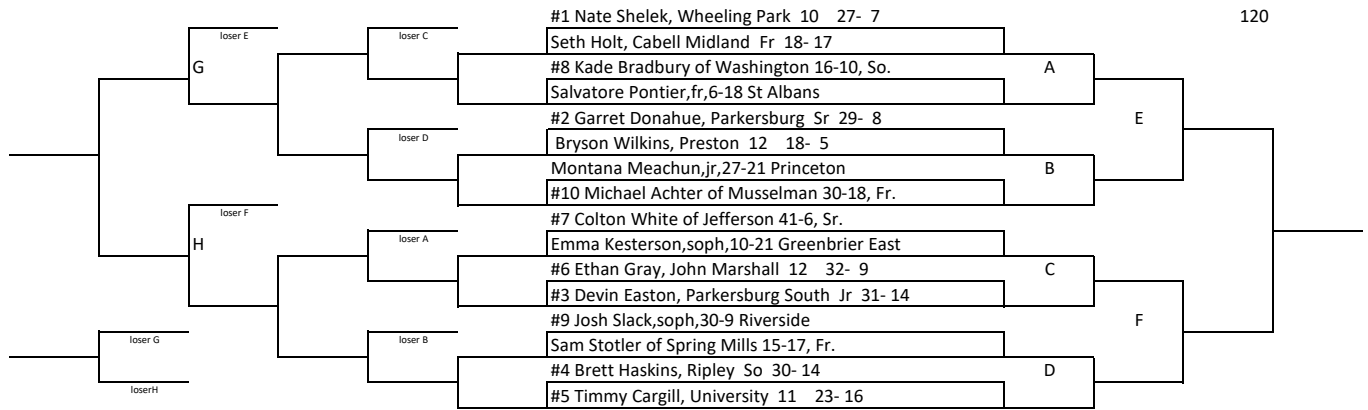 #1 Nate Shelek, Wheeling Park 10 27- 7 120
loser E loser C
Seth Holt, Cabell Midland Fr 18- 17
G #8 Kade Bradbury of Washington 16-10, So. A
Salvatore Pontier,fr,6-18 St Albans
#2 Garret Donahue, Parkersburg Sr 29- 8 E
loser D Bryson Wilkins, Preston 12 18- 5
Montana Meachun,jr,27-21 Princeton B
#10 Michael Achter of Musselman 30-18, Fr.
loser F #7 Colton White of Jefferson 41-6, Sr.
H loser A Emma Kesterson,soph,10-21 Greenbrier East
#6 Ethan Gray, John Marshall 12 32- 9 C
#3 Devin Easton, Parkersburg South Jr 31- 14
#9 Josh Slack,soph,30-9 Riverside F
loser G loser B Sam Stotler of Spring Mills 15-17, Fr.
#4 Brett Haskins, Ripley So 30- 14 D
loserH #5 Timmy Cargill, University 11 23- 16